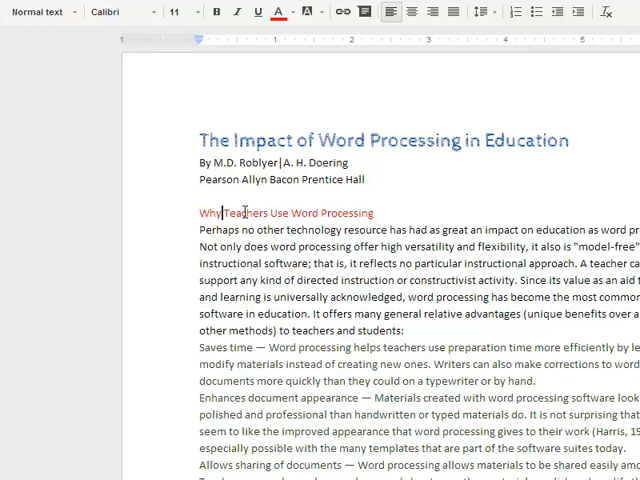 Normal text Calibri 11 B I U A A
1 1 2 3 4 5
The Impact of Word Processing in Education
By M.D. Roblyer|A. H. Doering
Pearson Allyn Bacon Prentice Hall
Why Teachers Use Word Processing
Perhaps no other technology resource has had as great an impact on education as word pr
Not only does word processing offer high versatility and flexibility, it also is "model-free"
instructional software; that is, it reflects no particular instructional approach. A teacher ca
support any kind of directed instruction or constructivist activity. Since its value as an aid t
and learning is universally acknowledged, word processing has become the most commo
software in education. It offers many general relative advantages (unique benefits over a
other methods) to teachers and students:
Saves time — Word processing helps teachers use preparation time more efficiently by le
modify materials instead of creating new ones. Writers can also make corrections to word
documents more quickly than they could on a typewriter or by hand.
Enhances document appearance — Materials created with word processing software look
polished and professional than handwritten or typed materials do. It is not surprising that
seem to like the improved appearance that word processing gives to their work (Harris, 19
especially possible with the many templates that are part of the software suites today.
Allows sharing of documents — Word processing allows materials to be shared easily amo